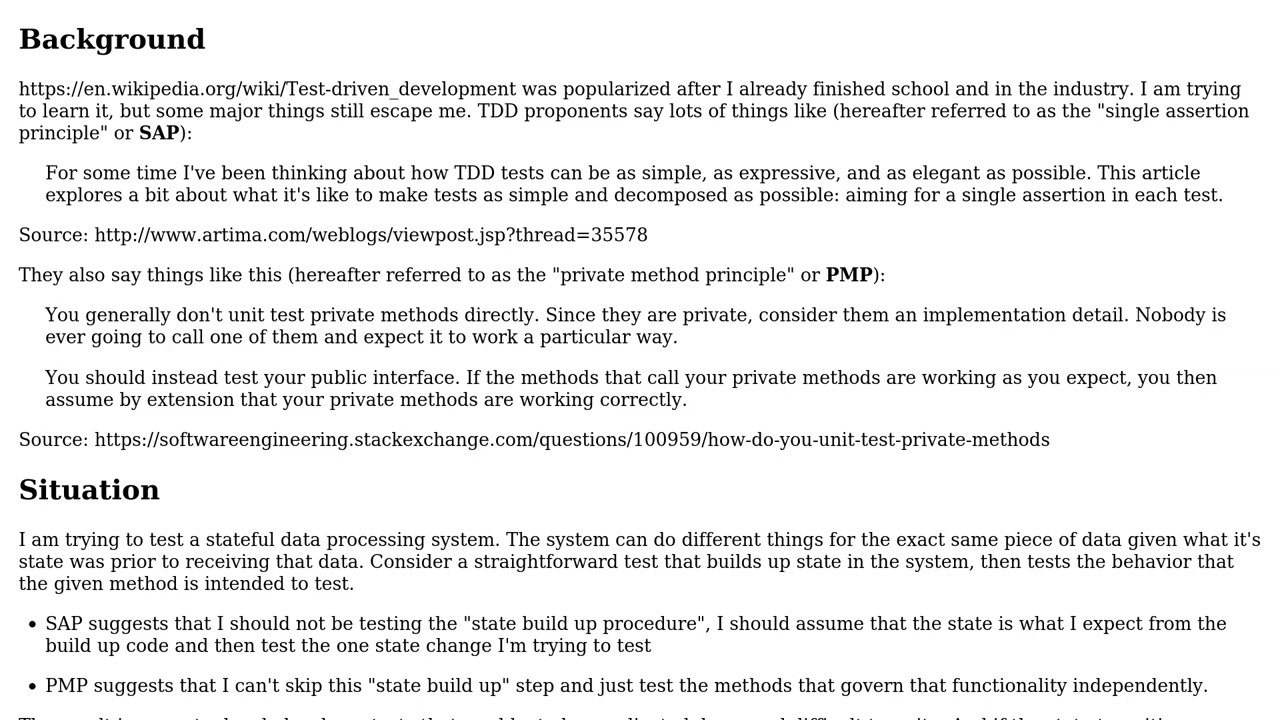 Background
https://en.wikipedia.org/wiki/Test-driven_development was popularized after I already finished school and in the industry. I am trying
to learn it, but some major things still escape me. TDD proponents say lots of things like (hereafter referred to as the "single assertion
principle" or SAP):
For some time I've been thinking about how TDD tests can be as simple, as expressive, and as elegant as possible. This article
explores a bit about what it's like to make tests as simple and decomposed as possible: aiming for a single assertion in each test.
Source: http://www.artima.com/weblogs/viewpost.jsp?thread=35578
They also say things like this (hereafter referred to as the "private method principle" or PMP):
You generally don't unit test private methods directly. Since they are private, consider them an implementation detail. Nobody is
ever going to call one of them and expect it to work a particular way.
You should instead test your public interface. If the methods that call your private methods are working as you expect, you then
assume by extension that your private methods are working correctly.
Source: https://softwareengineering.stackexchange.com/questions/100959/how-do-you-unit-test-private-methods
Situation
I am trying to test a stateful data processing system. The system can do different things for the exact same piece of data given what it's
state was prior to receiving that data. Consider a straightforward test that builds up state in the system, then tests the behavior that
the given method is intended to test.
• SAP suggests that I should not be testing the "state build up procedure", I should assume that the state is what I expect from the
build up code and then test the one state change I'm trying to test
• PMP suggests that I can't skip this "state build up" step and just test the methods that govern that functionality independently.